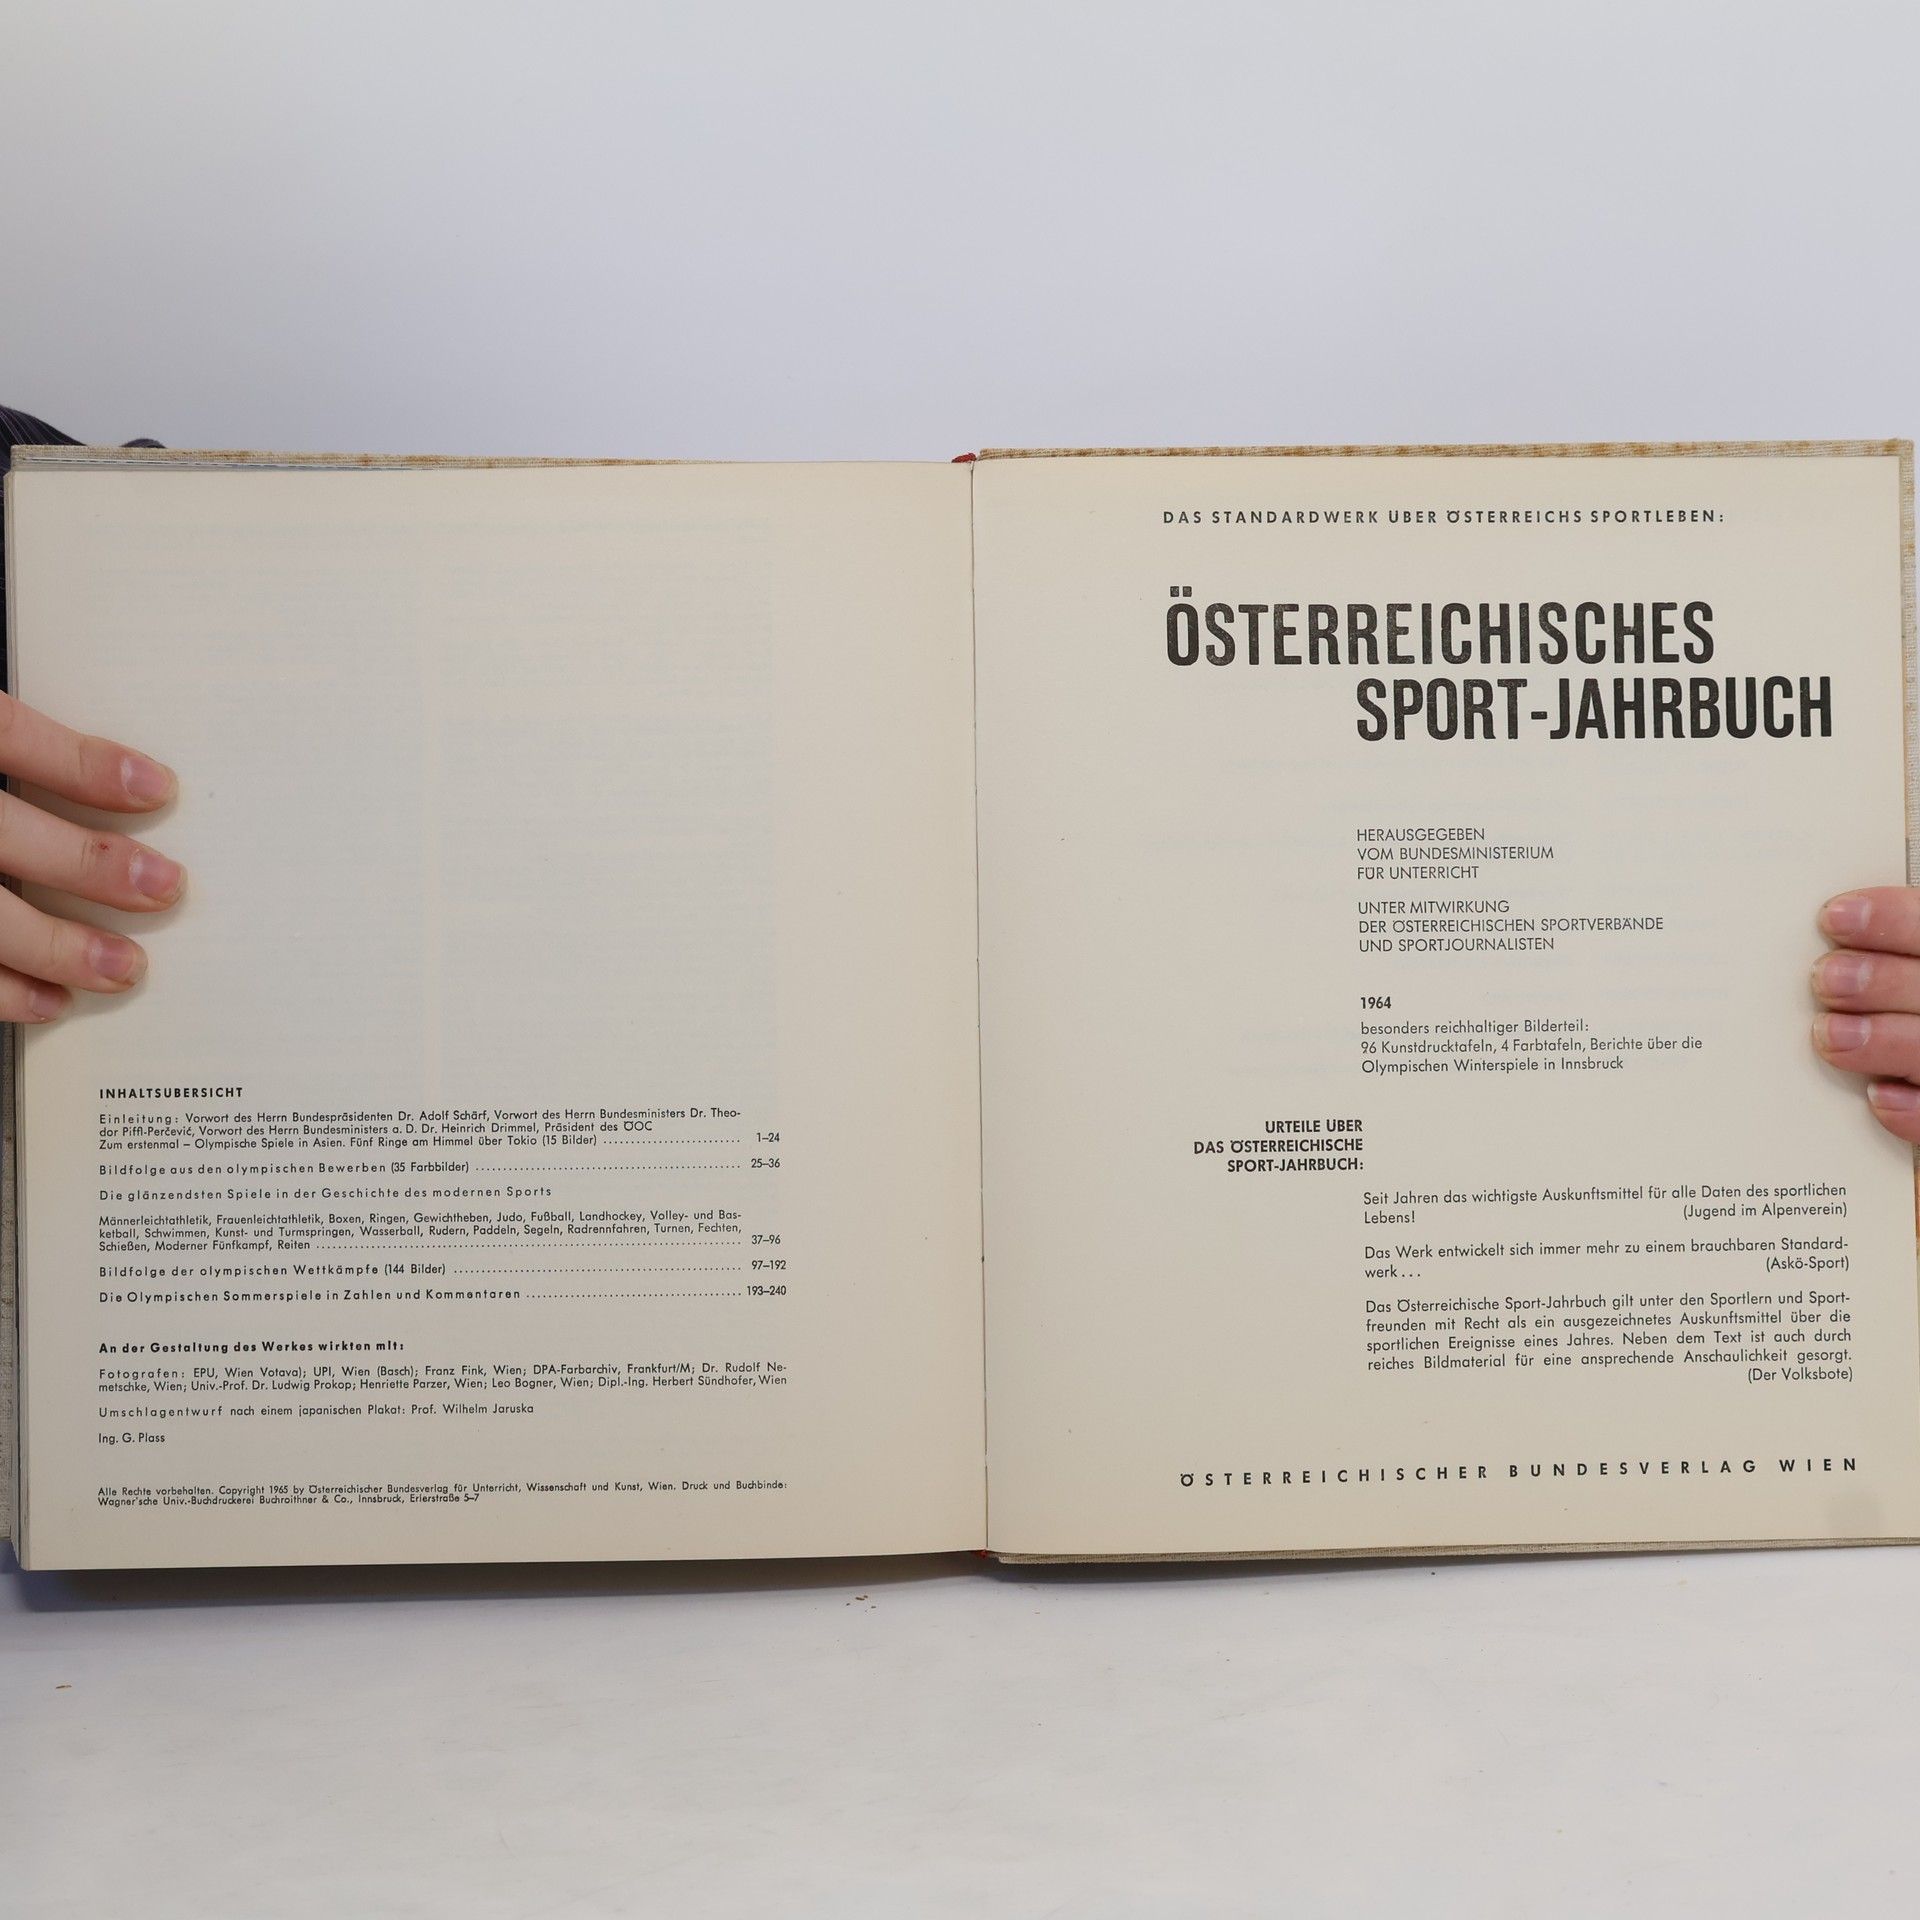 INHALTSÜBERSICHT
Einleitung: Vorwort des Herrn Bundespräsidenten Dr. Adolf Schärf, Vorwort des Herrn Bundesministers Dr. Theo-
dor Piffl-Perčević, Vorwort des Herrn Bundesministers a. D. Dr. Heinrich Drimmel, Präsident des ÖOC
Zum erstenmal – Olympische Spiele in Asien. Fünf Ringe am Himmel über Tokio (15 Bilder) ........................ 1–24
Bildfolge aus den olympischen Bewerben (35 Farbbilder) ............................................... 25–36
Die glänzendsten Spiele in der Geschichte des modernen Sports
Männerleichtathletik, Frauenleichtathletik, Boxen, Ringen, Gewichtheben, Judo, Fußball, Landhockey, Volley- und Bas-
ketball, Schwimmen, Kunst- und Turmspringen, Wasserball, Rudern, Paddeln, Segeln, Radrennfahren, Turnen, Fechten,
Schießen, Moderner Fünfkampf, Reiten ........................................................................... 37–96
Bildfolge der olympischen Wettkämpfe (144 Bilder) .................................................. 97–192
Die Olympischen Sommerspiele in Zahlen und Kommentaren ...................................... 193–240
An der Gestaltung des Werkes wirkten mit:
Fotografen: EPU, Wien Votava); UPI, Wien (Basch); Franz Fink, Wien; DPA-Farbarchiv, Frankfurt/M; Dr. Rudolf Ne-
metschke, Wien; Univ.-Prof. Dr. Ludwig Prokop; Henriette Parzer, Wien; Leo Bogner, Wien; Dipl.-Ing. Herbert Sündhofer, Wien
Umschlagentwurf nach einem japanischen Plakat: Prof. Wilhelm Jaruska
Ing. G. Plass
Alle Rechte vorbehalten. Copyright 1965 by Österreichischer Bundesverlag für Unterricht, Wissenschaft und Kunst, Wien. Druck und Buchbinde:
Wagner'sche Univ.-Buchdruckerei Buchroithner & Co., Innsbruck, Erlerstraße 5–7
DAS STANDARDWERK ÜBER ÖSTERREICHS SPORTLEBEN:
ÖSTERREICHISCHES
SPORT-JAHRBUCH
HERAUSGEGEBEN
VOM BUNDESMINISTERIUM
FÜR UNTERRICHT
UNTER MITWIRKUNG
DER ÖSTERREICHISCHEN SPORTVERBÄNDE
UND SPORTJOURNALISTEN
1964
besonders reichhaltiger Bilderteil:
96 Kunstdrucktafeln, 4 Farbtafeln, Berichte über die
Olympischen Winterspiele in Innsbruck
URTEILE ÜBER
DAS ÖSTERREICHISCHE
SPORT-JAHRBUCH:
Seit Jahren das wichtigste Auskunftsmittel für alle Daten des sportlichen
Lebens! (Jugend im Alpenverein)
Das Werk entwickelt sich immer mehr zu einem brauchbaren Standard-
werk... (Askö-Sport)
Das Österreichische Sport-Jahrbuch gilt unter den Sportlern und Sport-
freunden mit Recht als ein ausgezeichnetes Auskunftsmittel über die
sportlichen Ereignisse eines Jahres. Neben dem Text ist auch durch
reiches Bildmaterial für eine ansprechende Anschaulichkeit gesorgt.
(Der Volksbote)
ÖSTERREICHISCHER BUNDESVERLAG WIEN